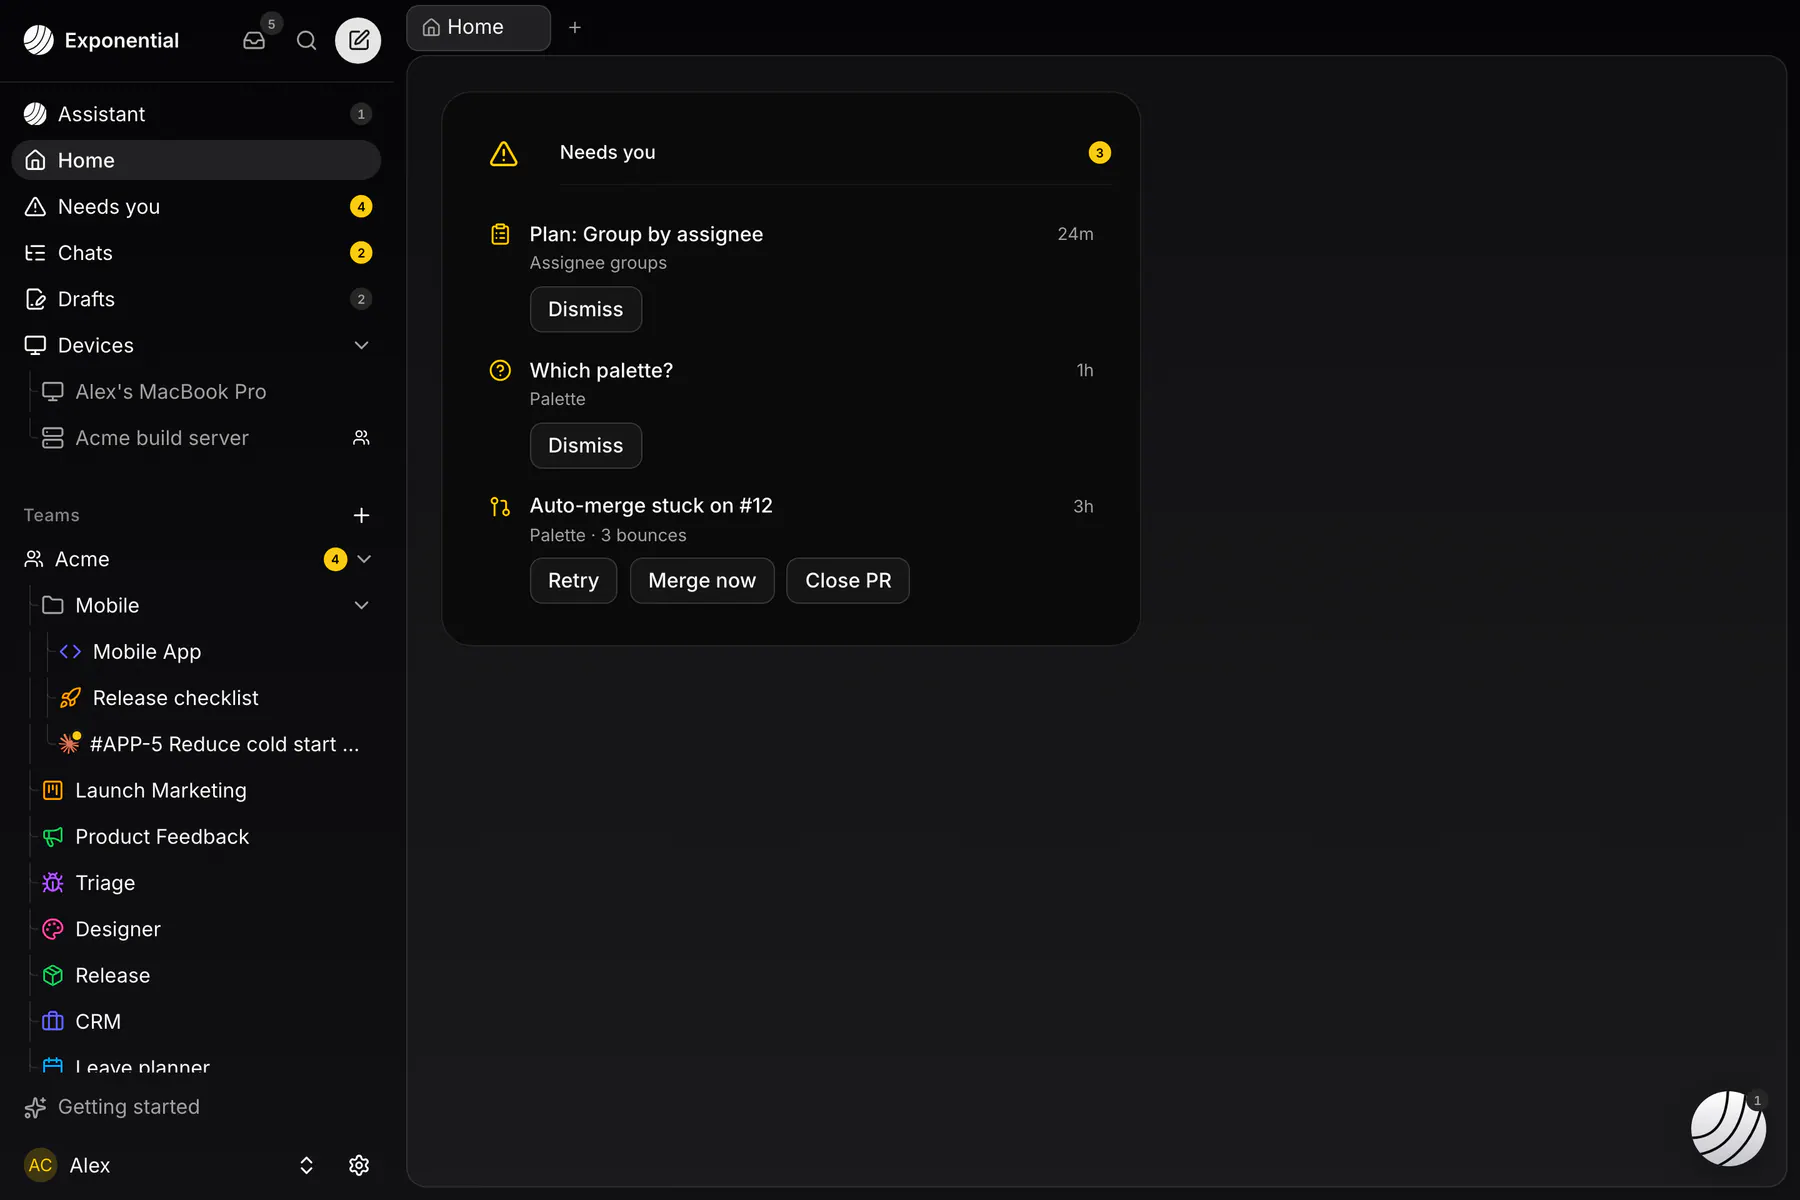 Exponential
5
Assistant
1
Home
Needs you
4
Chats
2
Drafts
2
Devices
Alex's MacBook Pro
Acme build server
Teams
Acme
4
Mobile
Mobile App
Release checklist
#APP-5 Reduce cold start ...
Launch Marketing
Product Feedback
Triage
Designer
Release
CRM
Leave planner
Getting started
AC
Alex
Home
Needs you
3
Plan: Group by assignee
24m
Assignee groups
Dismiss
Which palette?
1h
Palette
Dismiss
Auto-merge stuck on #12
3h
Palette · 3 bounces
Retry
Merge now
Close PR
1